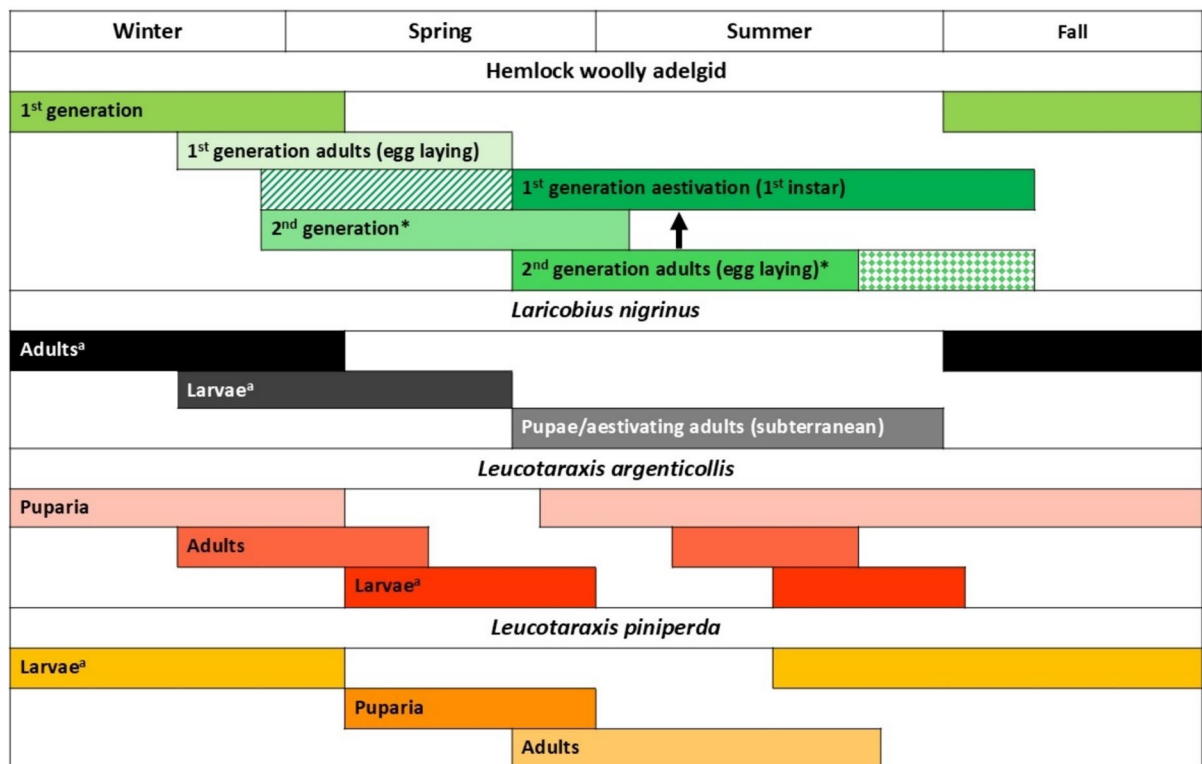 Winter Spring Summer Fall
Hemlock woolly adelgid
1st generation
1st generation adults (egg laying)
1st generation aestivation (1st instar)
2nd generation*
2nd generation adults (egg laying)*
Laricobius nigrinus
Adultsa
Larvaea
Pupae/aestivating adults (subterranean)
Leucotaraxis argenticollis
Puparia
Adults
Larvaea
Leucotaraxis piniperda
Larvaea
Puparia
Adults